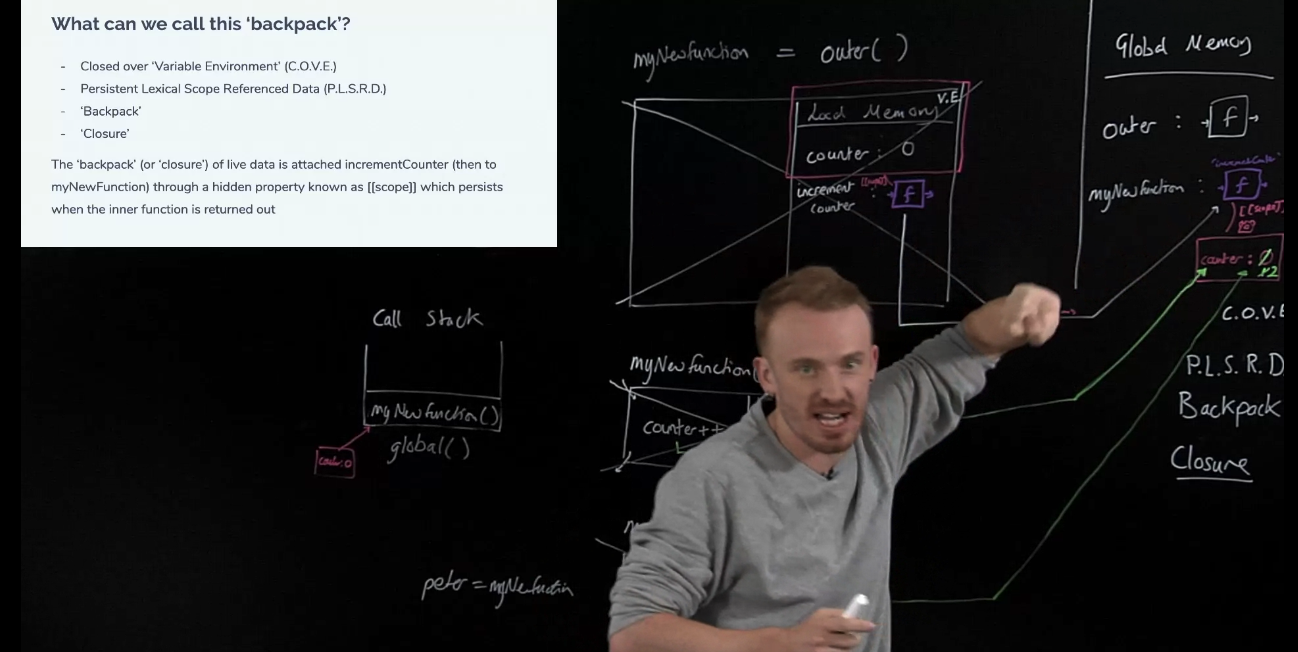 What can we call this ‘backpack’?
- Closed over ‘Variable Environment’ (C.O.V.E.)
- Persistent Lexical Scope Referenced Data (P.L.S.R.D.)
- ‘Backpack’
- ‘Closure’
The ‘backpack’ (or ‘closure’) of live data is attached incrementCounter (then to
myNewFunction) through a hidden property known as [[scope]] which persists
when the inner function is returned out
myNewfunction = outer( )
V.E
Local Memory
counter : 0
increment
counter : f
Global Memory
outer : f
myNewfunction : f
[[scope]]
counter : 0
2
C.O.V.E
P.L.S.R.D
Backpack
Closure
Call Stack
myNewfunction()
global()
myNewfunction(
counter++
peter = myNewfunction